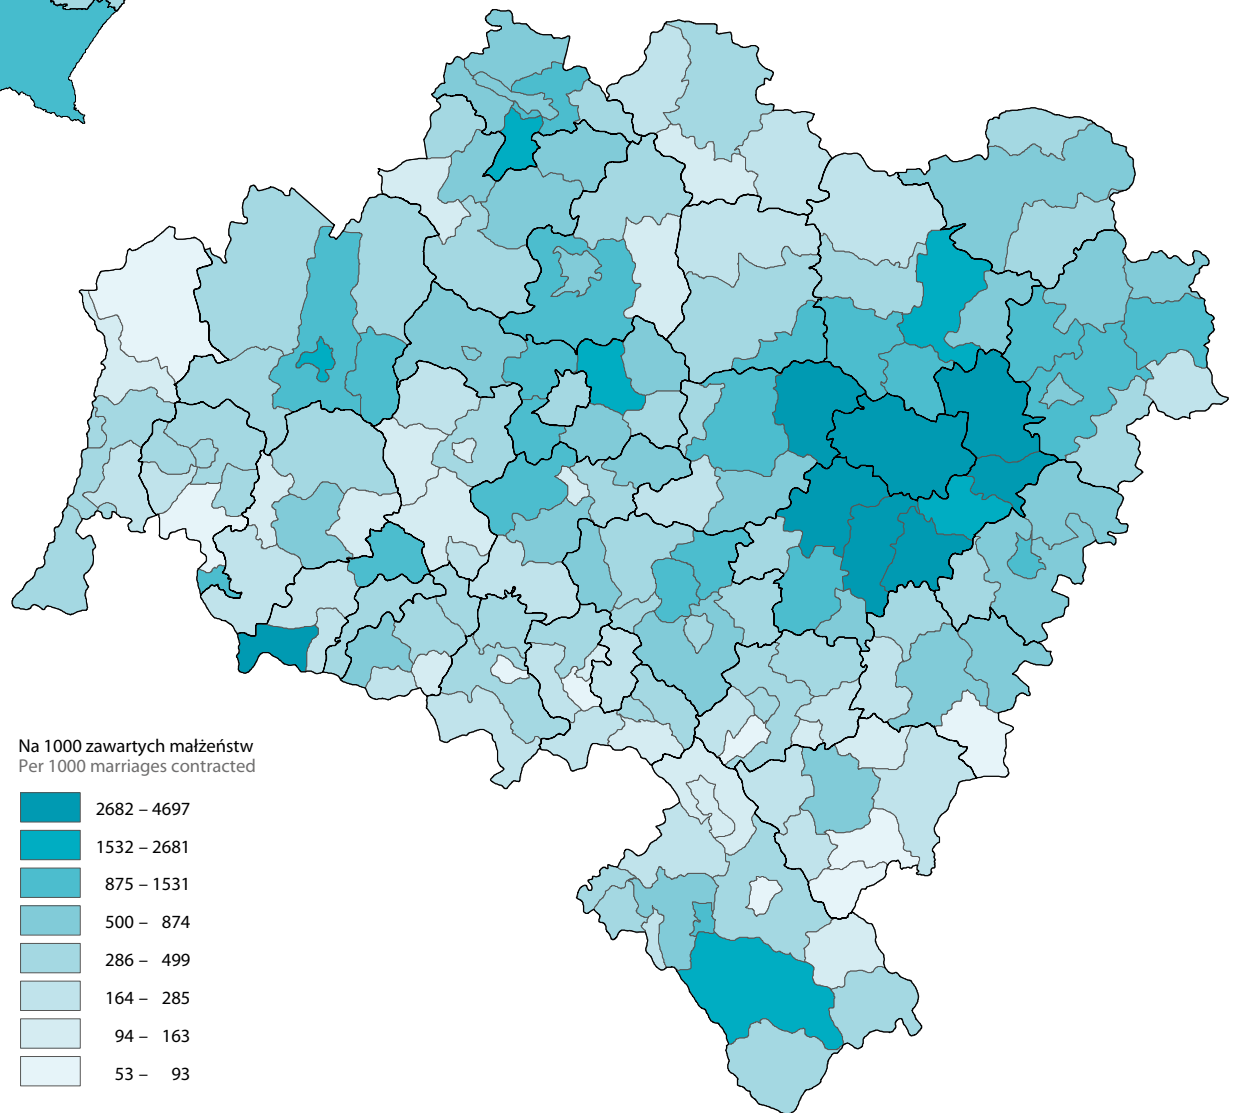 Na 1000 zawartych małżeństw
Per 1000 marriages contracted
2682 – 4697
1532 – 2681
875 – 1531
500 – 874
286 – 499
164 – 285
94 – 163
53 – 93